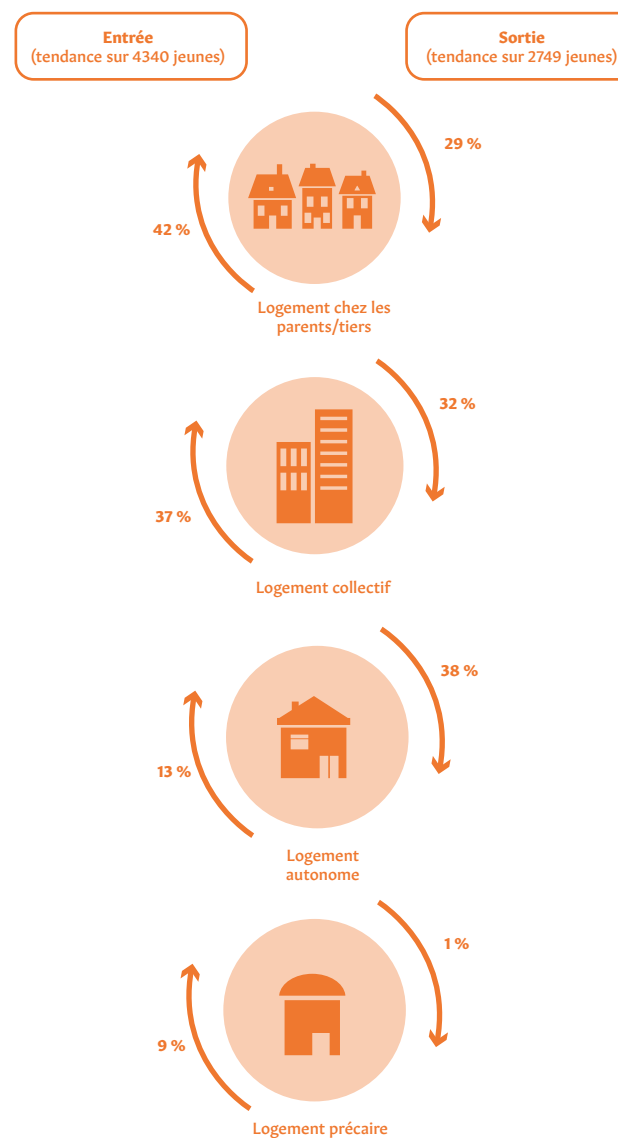 Entrée
(tendance sur 4340 jeunes)
Sortie
(tendance sur 2749 jeunes)
29 %
42 %
Logement chez les
parents/tiers
32 %
37 %
Logement collectif
38 %
13 %
Logement
autonome
1 %
9 %
Logement précaire